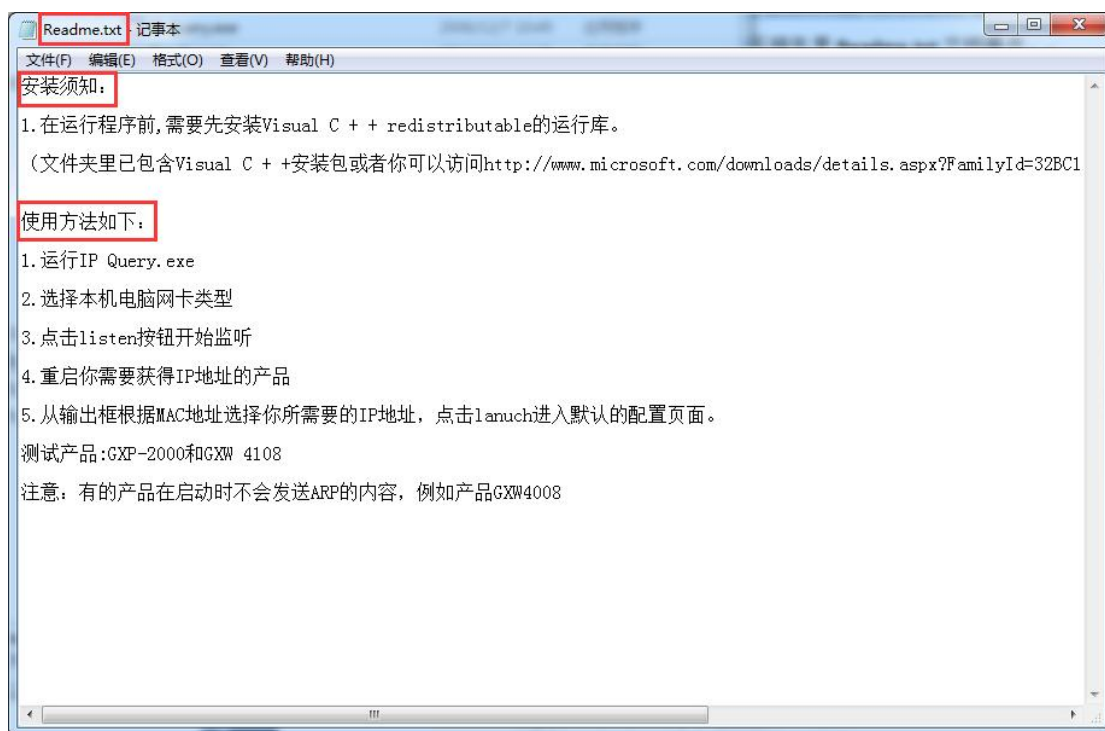 Readme.txt - 记事本
文件(F) 编辑(E) 格式(O) 查看(V) 帮助(H)
安装须知：
1.在运行程序前,需要先安装Visual C + + redistributable的运行库。
（文件夹里已包含Visual C + +安装包或者你可以访问http://www.microsoft.com/downloads/details.aspx?FamilyId=32BC1
使用方法如下：
1.运行IP Query.exe
2.选择本机电脑网卡类型
3.点击listen按钮开始监听
4.重启你需要获得IP地址的产品
5.从输出框根据MAC地址选择你所需要的IP地址，点击lanuch进入默认的配置页面。
测试产品:GXP-2000和GXW 4108
注意：有的产品在启动时不会发送ARP的内容，例如产品GXW4008